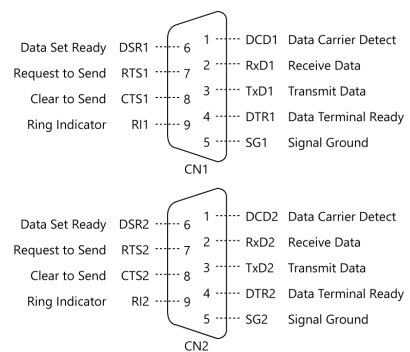 1 DCD1 Data Carrier Detect
Data Set Ready DSR1 6
2 RxD1 Receive Data
Request to Send RTS1 7
3 TxD1 Transmit Data
Clear to Send CTS1 8
4 DTR1 Data Terminal Ready
Ring Indicator RI1 9
5 SG1 Signal Ground
CN1
1 DCD2 Data Carrier Detect
Data Set Ready DSR2 6
2 RxD2 Receive Data
Request to Send RTS2 7
3 TxD2 Transmit Data
Clear to Send CTS2 8
4 DTR2 Data Terminal Ready
Ring Indicator RI2 9
5 SG2 Signal Ground
CN2